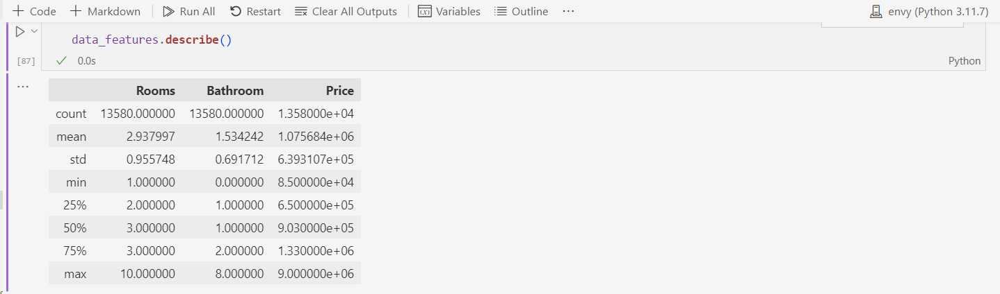 + Code + Markdown Run All Restart Clear All Outputs Variables Outline ... envy (Python 3.11.7)
data_features.describe()
[87] ✓ 0.0s Python
...
Rooms Bathroom Price
count 13580.000000 13580.000000 1.358000e+04
mean 2.937997 1.534242 1.075684e+06
std 0.955748 0.691712 6.393107e+05
min 1.000000 0.000000 8.500000e+04
25% 2.000000 1.000000 6.500000e+05
50% 3.000000 1.000000 9.030000e+05
75% 3.000000 2.000000 1.330000e+06
max 10.000000 8.000000 9.000000e+06